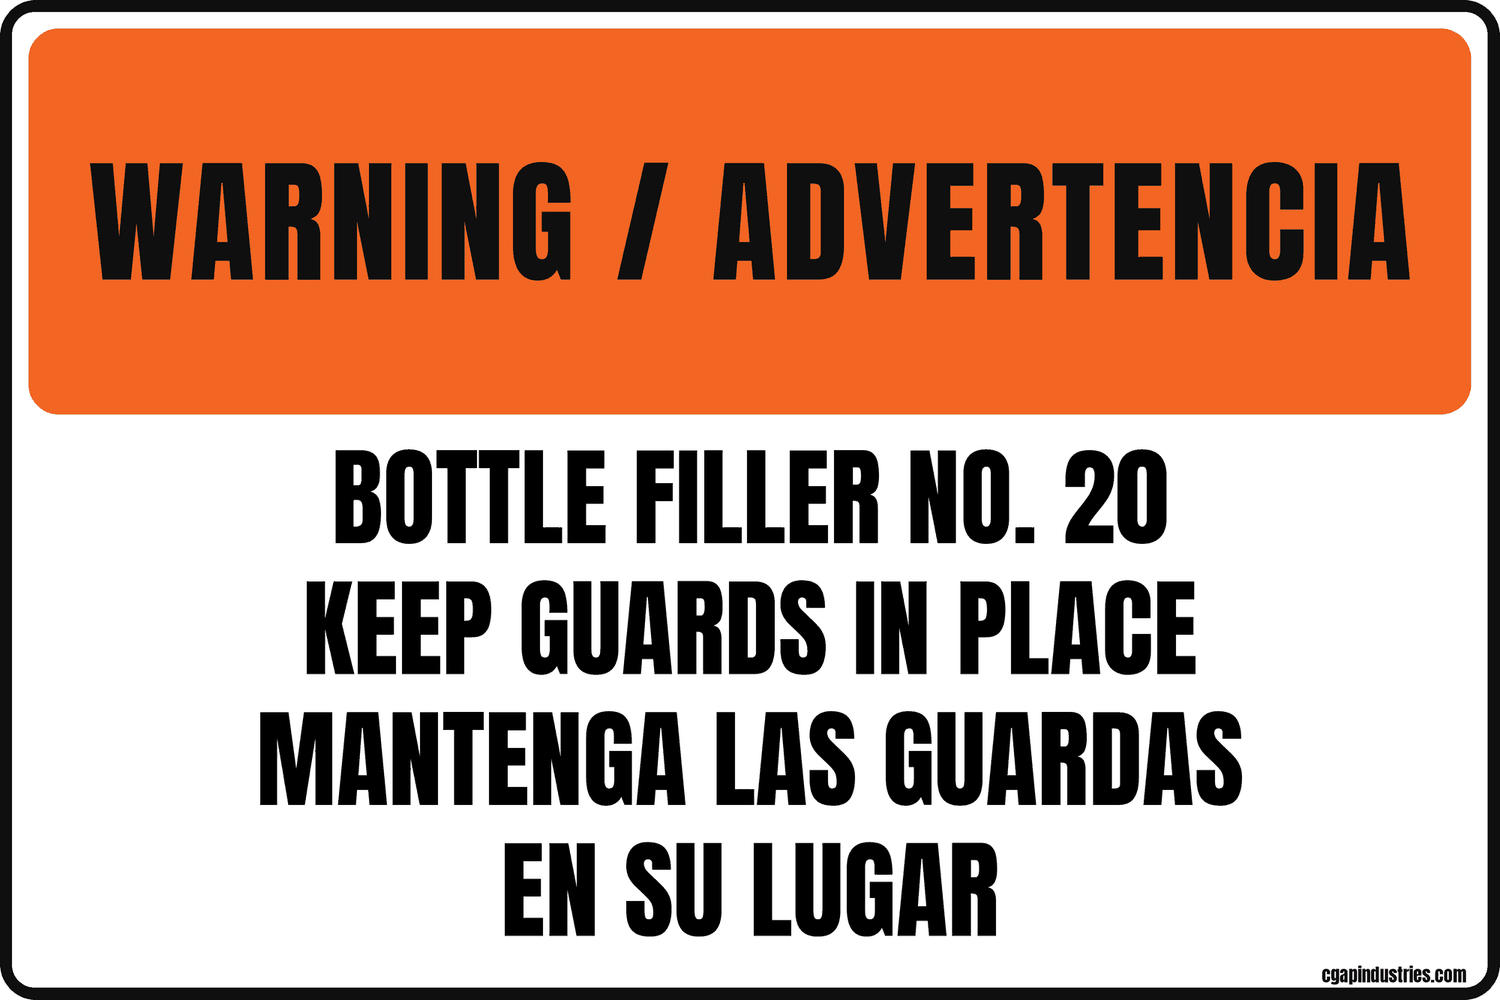 WARNING / ADVERTENCIA
BOTTLE FILLER NO. 20
KEEP GUARDS IN PLACE
MANTENGA LAS GUARDAS
EN SU LUGAR
cgapindustries.com